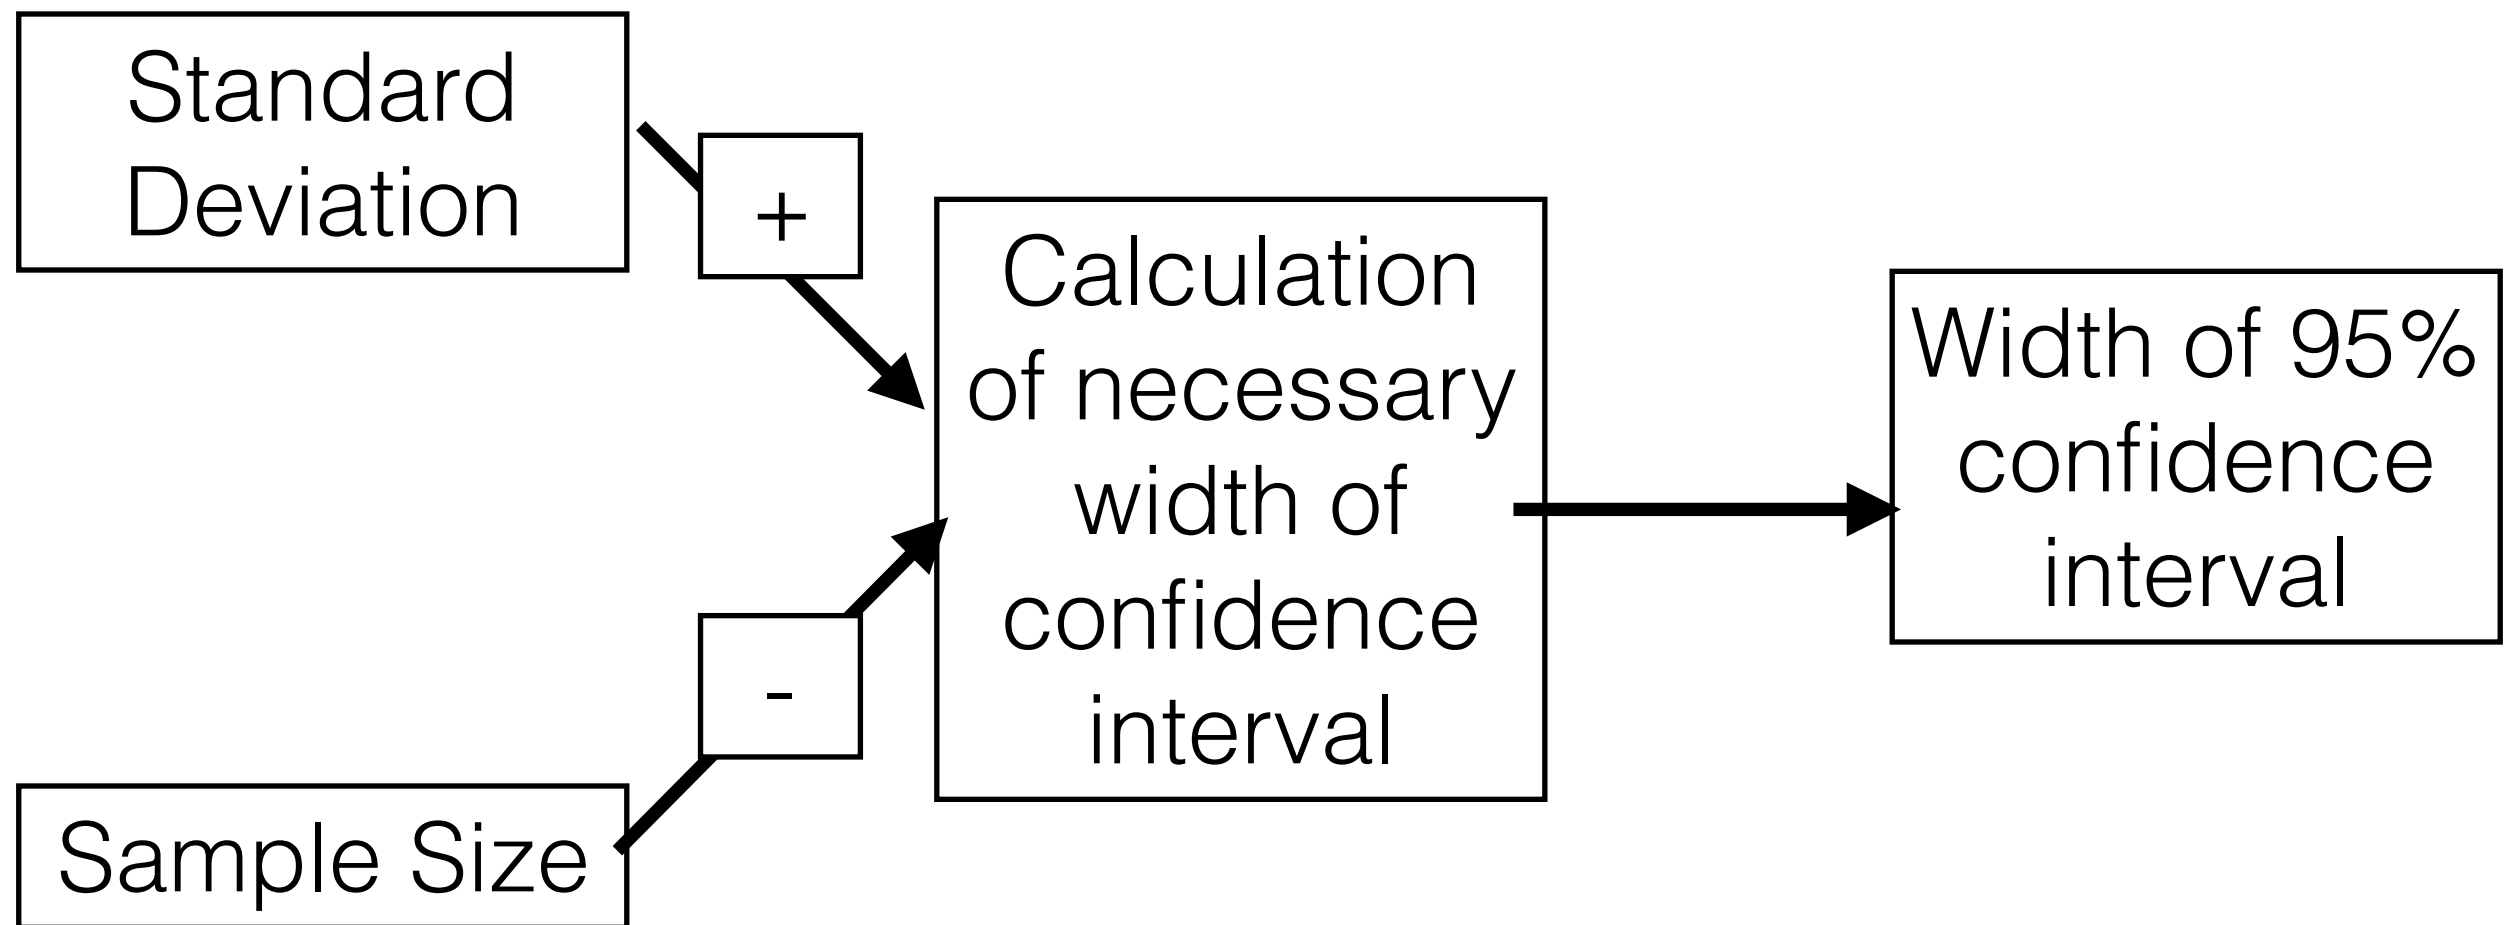 Standard
Deviation
+
Calculation
of necessary
width of
confidence
interval
Width of 95%
confidence
interval
-
Sample Size